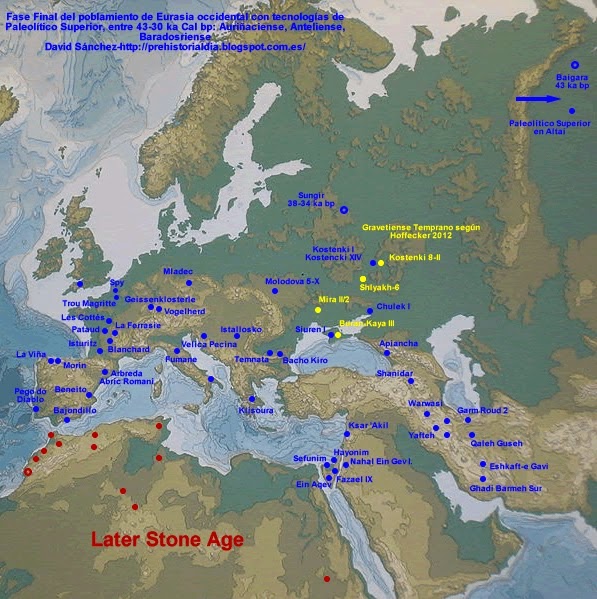 Fase Final del poblamiento de Eurasia occidental con tecnologías de
Paleolítico Superior, entre 43-30 ka Cal bp: Auriñaciense, Anteliense,
Baradosriense
David Sánchez-http://prehistorialdia.blogspot.com.es/
Baigara
43 ka bp
Paleolítico Superior
en Altai
Sungir
38-34 ka bp
Gravetiense Temprano según
Hoffecker 2012
Kostenki I
Kostencki XIV
Kostenki 8-II
Shlyakh-6
Mira II/2
Chulek I
Siuren I
Buran Kaya III
Apiancha
Molodova 5-X
Mladec
Spy
Trou Magritte
Geissenklosterle
Vogelherd
Les Cottés
Pataud
La Ferrasie
Isturitz
Blanchard
La Viña
Morin
Arbreda
Abric Romaní
Beneito
Pego do
Diablo
Bajondillo
Fumane
Velica Pecina
Istallosko
Temnata
Bacho Kiro
Klisoura
Shanidar
Warwasi
Garm Roud 2
Yafteh
Qaleh Guseh
Eshkaft-e Gavi
Ghadi Barmeh Sur
Ksar 'Akil
Hayonim
Sefunim
Nahal Ein Gev I.
Fazael IX
Ein Aqev
Later Stone Age